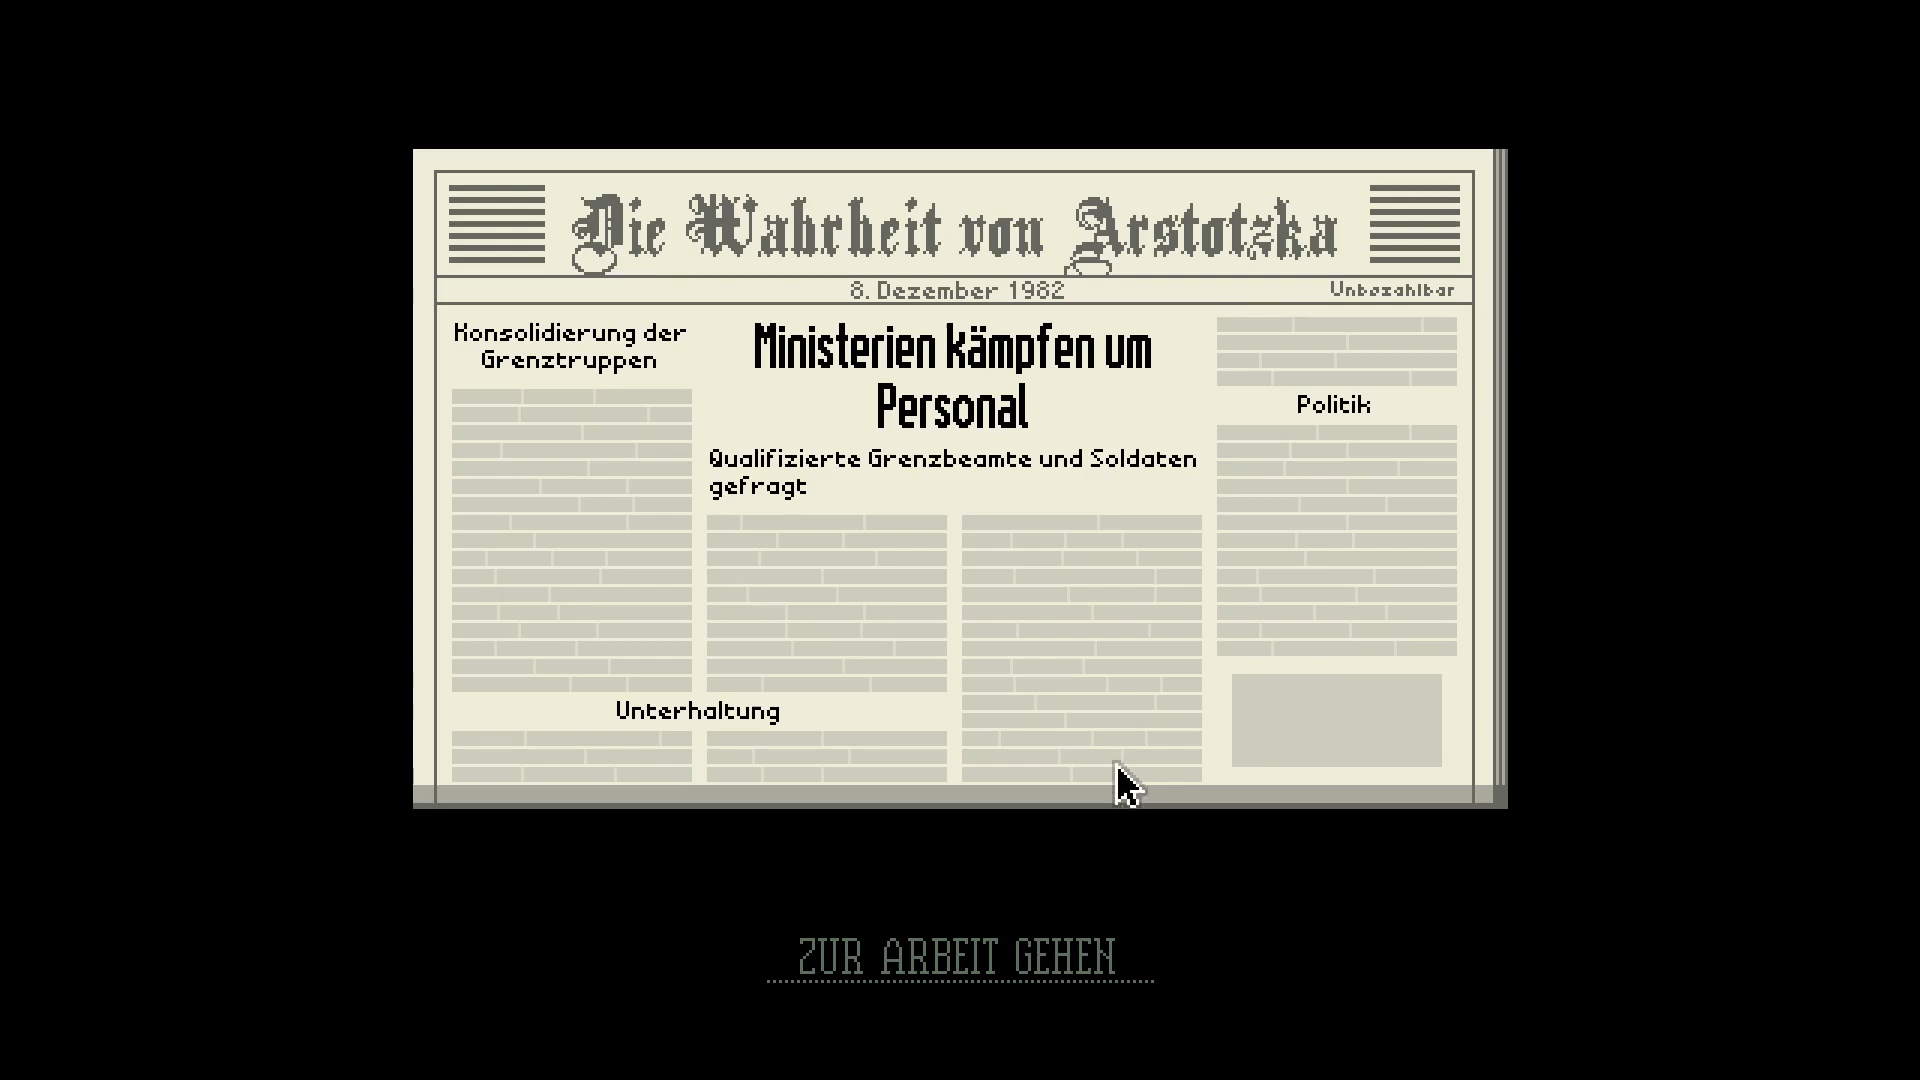 Die Wahrheit von Arstotzka
8. Dezember 1982
Unbezahlbar
Konsolidierung der
Grenztruppen
Ministerien kämpfen um
Personal
Qualifizierte Grenzbeamte und Soldaten
gefragt
Politik
Unterhaltung
ZUR ARBEIT GEHEN